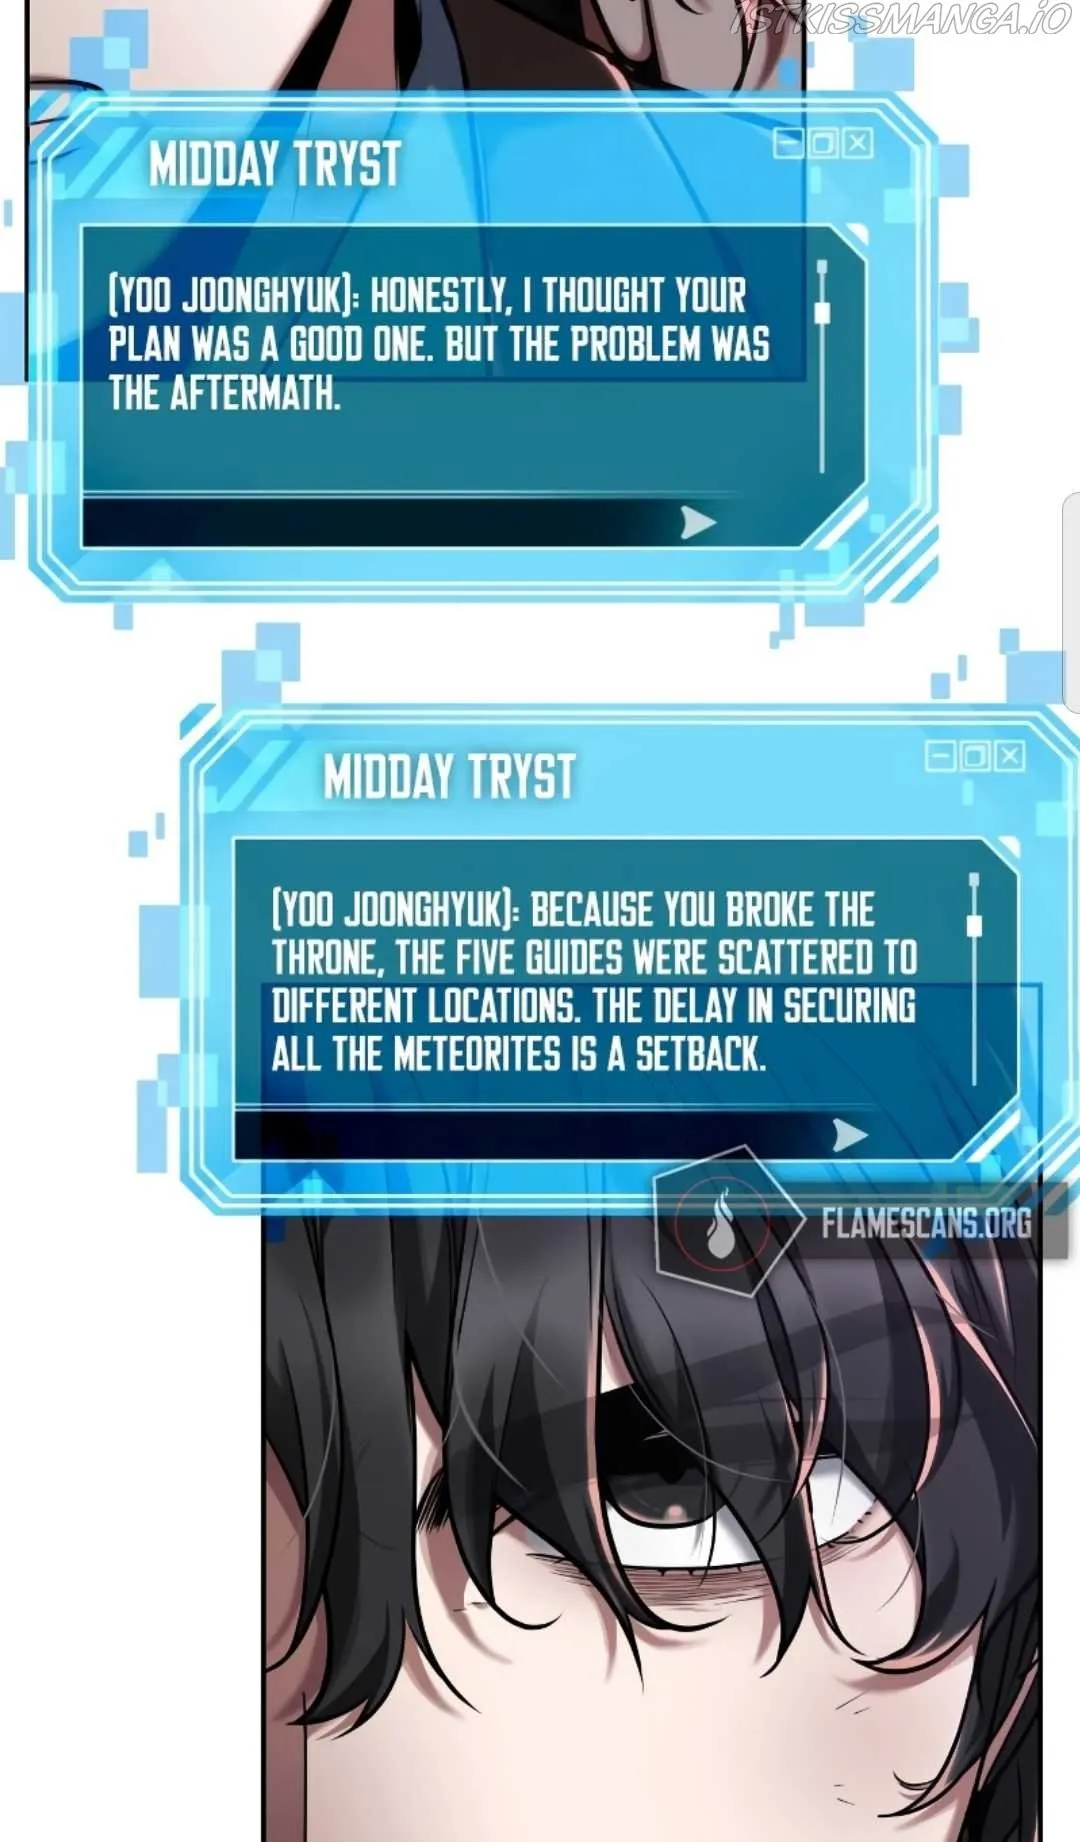 1STKISSMANGA.IO
MIDDAY TRYST
(YOO JOONGHYUK): HONESTLY, I THOUGHT YOUR
PLAN WAS A GOOD ONE. BUT THE PROBLEM WAS
THE AFTERMATH.
MIDDAY TRYST
(YOO JOONGHYUK): BECAUSE YOU BROKE THE
THRONE, THE FIVE GUIDES WERE SCATTERED TO
DIFFERENT LOCATIONS. THE DELAY IN SECURING
ALL THE METEORITES IS A SETBACK.
FLAMESCANS.ORG